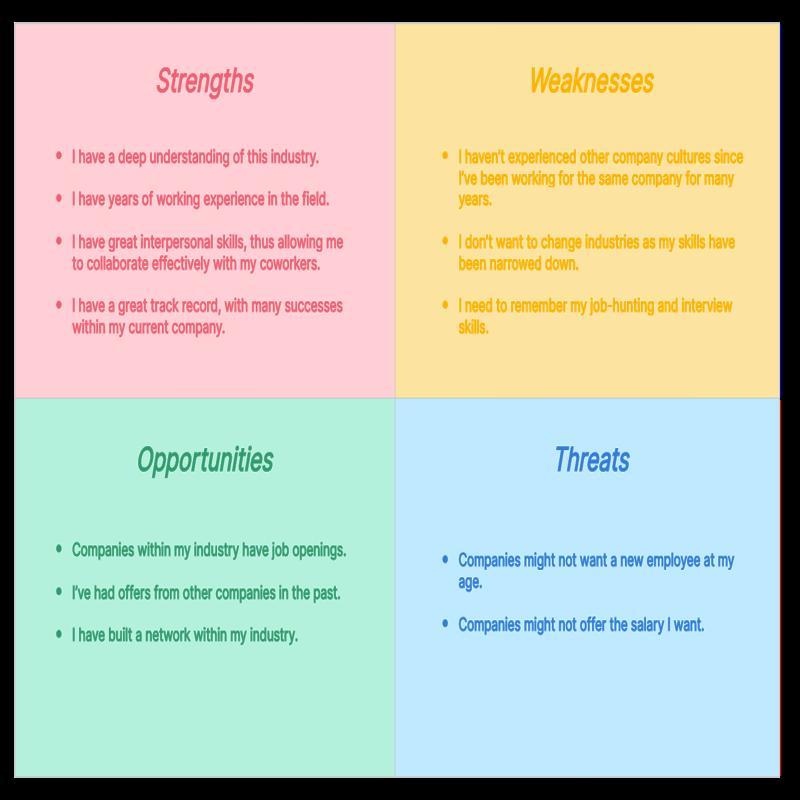 Strengths
• I have a deep understanding of this industry.
• I have years of working experience in the field.
• I have great interpersonal skills, thus allowing me
to collaborate effectively with my coworkers.
• I have a great track record, with many successes
within my current company.
Weaknesses
• I haven't experienced other company cultures since
I've been working for the same company for many
years.
• I don't want to change industries as my skills have
been narrowed down.
• I need to remember my job-hunting and interview
skills.
Opportunities
• Companies within my industry have job openings.
• I've had offers from other companies in the past.
• I have built a network within my industry.
Threats
• Companies might not want a new employee at my
age.
• Companies might not offer the salary I want.